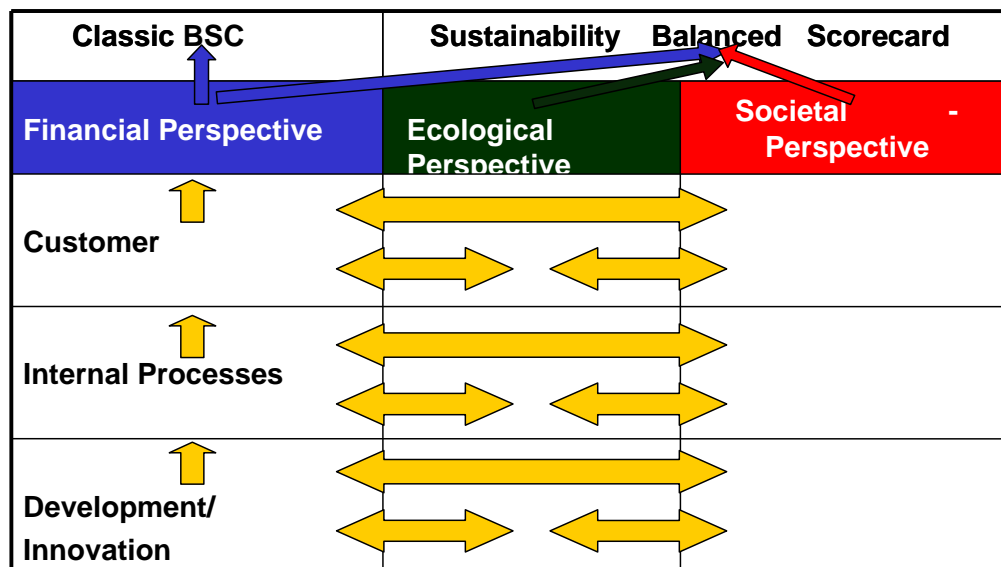 Classic BSC
Sustainability Balanced Scorecard
Financial Perspective
Ecological
Perspective
Societal -
Perspective
Customer
Internal Processes
Development/
Innovation